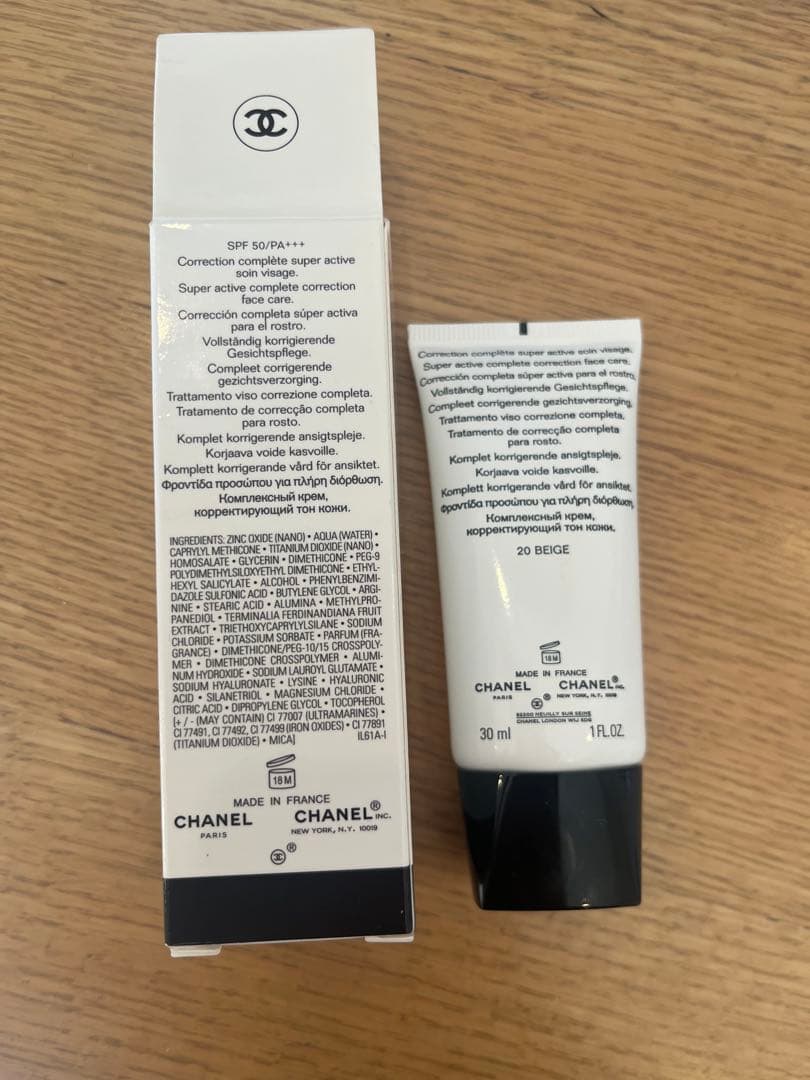 SPF 50/PA+++
Correction complète super active
soin visage.
Super active complete correction
face care.
Corrección completa súper activa
para el rostro.
Vollständig korrigierende
Gesichtspflege.
Compleet corrigerende
gezichtsverzorging.
Trattamento viso correzione completa.
Tratamento de correcção completa
para rosto.
Komplet korrigerende ansigtspleje.
Korjaava voide kasvoille.
Komplett korrigerande vård för ansiktet.
Φροντίδα προσώπου για πλήρη διόρθωση.
Комплексный крем,
корректирующий тон кожи.
INGREDIENTS: ZINC OXIDE (NANO) • AQUA (WATER) •
CAPRYLYL METHICONE • TITANIUM DIOXIDE (NANO) •
HOMOSALATE • GLYCERIN • DIMETHICONE • PEG-9
POLYDIMETHYLSILOXYETHYL DIMETHICONE • ETHYL-
HEXYL SALICYLATE • ALCOHOL • PHENYLBENZIMI-
DAZOLE SULFONIC ACID • BUTYLENE GLYCOL • ARGI-
NINE • STEARIC ACID • ALUMINA • METHYLPRO-
PANEDIOL • TERMINALIA FERDINANDIANA FRUIT
EXTRACT • TRIETHOXYCAPRYLYLSILANE • SODIUM
CHLORIDE • POTASSIUM SORBATE • PARFUM (FRA-
GRANCE) • DIMETHICONE/PEG-10/15 CROSSPOLY-
MER • DIMETHICONE CROSSPOLYMER • ALUMI-
NUM HYDROXIDE • SODIUM LAUROYL GLUTAMATE •
SODIUM HYALURONATE • LYSINE • HYALURONIC
ACID • SILANETRIOL • MAGNESIUM CHLORIDE •
CITRIC ACID • DIPROPYLENE GLYCOL • TOCOPHEROL
[+ / - (MAY CONTAIN) CI 77007 (ULTRAMARINES) •
CI 77491, CI 77492, CI 77499 (IRON OXIDES) • CI 77891
(TITANIUM DIOXIDE) • MICA] IL61A-I
18 M
MADE IN FRANCE
CHANEL CHANEL® INC.
PARIS NEW YORK, N.Y. 10019
®
Correction complète super active soin visage.
Super active complete correction face care.
Corrección completa súper activa para el rostro.
Vollständig korrigierende Gesichtspflege.
Compleet corrigerende gezichtsverzorging.
Trattamento viso correzione completa.
Tratamento de correcção completa
para rosto.
Komplet korrigerende ansigtspleje.
Korjaava voide kasvoille.
Komplett korrigerande vård för ansiktet.
Φροντίδα προσώπου για πλήρη διόρθωση.
Комплексный крем,
корректирующий тон кожи.
20 BEIGE
18 M
MADE IN FRANCE
CHANEL CHANEL® INC.
PARIS NEW YORK, N.Y. 10019
®
92200 NEUILLY SUR SEINE
CHANEL LONDON W1J 6DG
30 ml 1 FL.OZ.